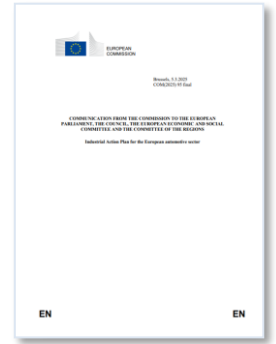 EUROPEAN
COMMISSION
Brussels, 5.3.2025
COM(2025) 95 final
COMMUNICATION FROM THE COMMISSION TO THE EUROPEAN
PARLIAMENT, THE COUNCIL, THE EUROPEAN ECONOMIC AND SOCIAL
COMMITTEE AND THE COMMITTEE OF THE REGIONS
Industrial Action Plan for the European automotive sector
EN EN